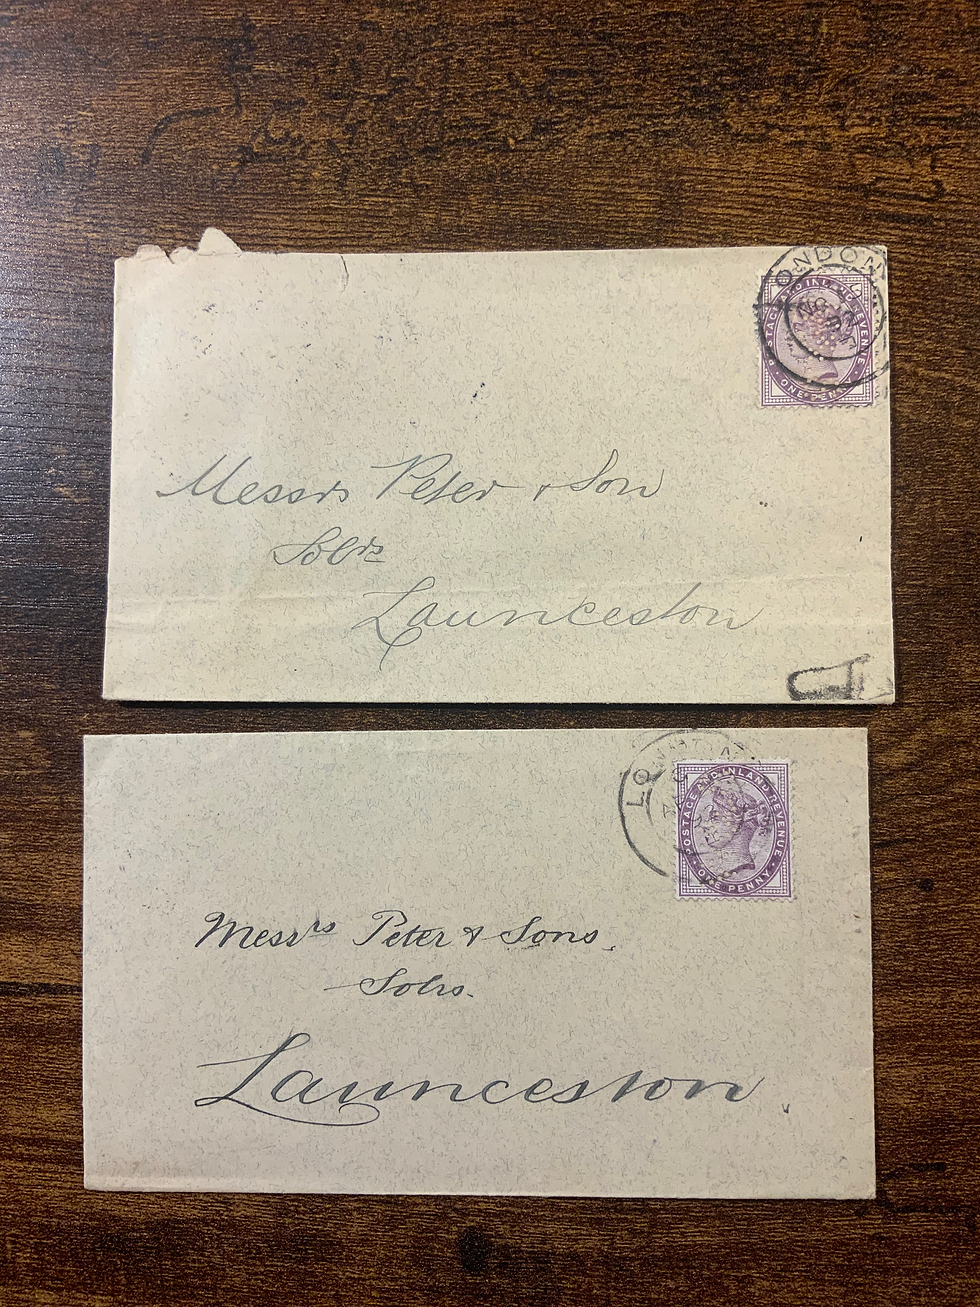 LONDON
POSTAGE AND INLAND REVENUE
ONE PENNY
Messrs Peter & Son
Solrs
Launceston
POSTAGE AND INLAND REVENUE
ONE PENNY
Messrs Peter & Sons.
Solrs.
Launceston.